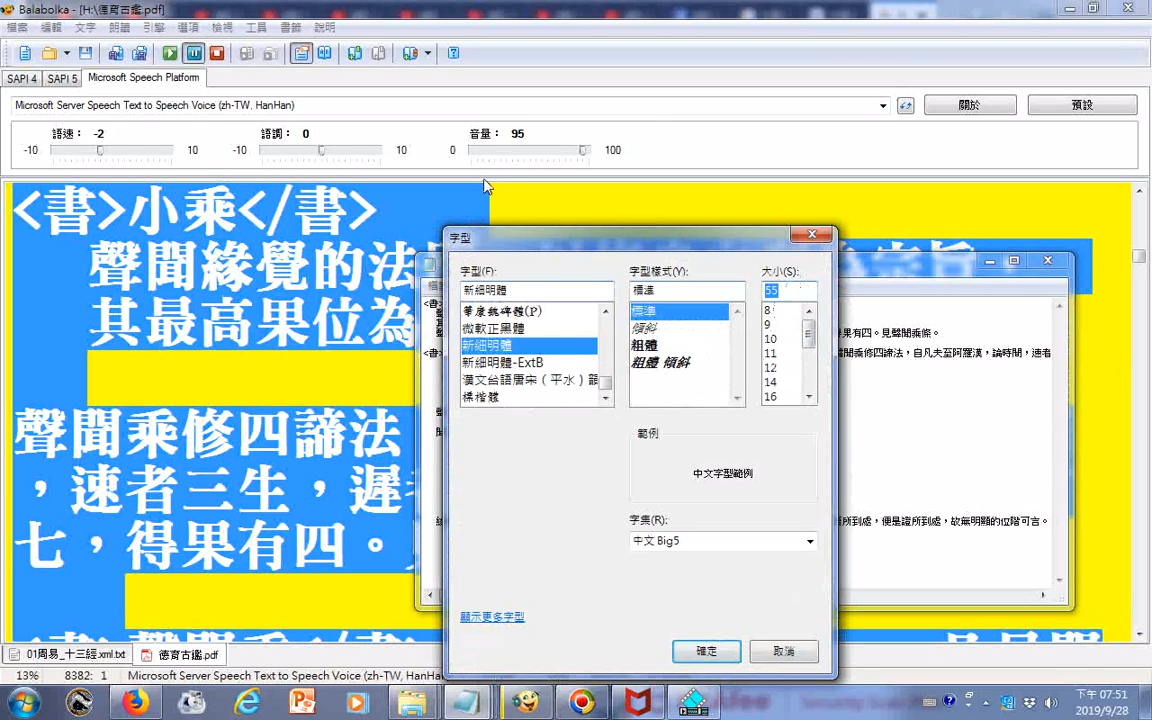 Balabolka - [H:\德育古鑑.pdf]
檔案 編輯 文字 朗讀 引擎 選項 檢視 工具 書籤 說明
SAPI 4 SAPI 5 Microsoft Speech Platform
Microsoft Server Speech Text to Speech Voice (zh-TW, HanHan)
關於 預設
語速： -2 語調： 0 音量： 95
-10 10 -10 10 0 100
<書>小乘</書>
聲聞緣覺的法
其最高果位為
聲聞乘修四諦法
，速者三生，遲
七，得果有四。
字型
字型(F): 字型樣式(Y): 大小(S):
新細明體 標準 55
華康魏碑體(P) 標準 8
微軟正黑體 傾斜 9
新細明體 粗體 10
新細明體-ExtB 粗體 傾斜 11
漢文台語唐宋（平水） 12
標楷體 14
16
果有四。見聲聞乘條。
聞乘修四諦法，自凡夫至阿羅漢，論時間，速者
所到處，便是證所到處，故無明顯的位階可言。
範例
中文字型範例
字集(R):
中文 Big5
顯示更多字型
確定 取消
01周易_十三經.xml.txt 德育古鑑.pdf
13% 8382: 1 Microsoft Server Speech Text to Speech Voice (zh-TW, HanHa
下午 07:51
2019/9/28